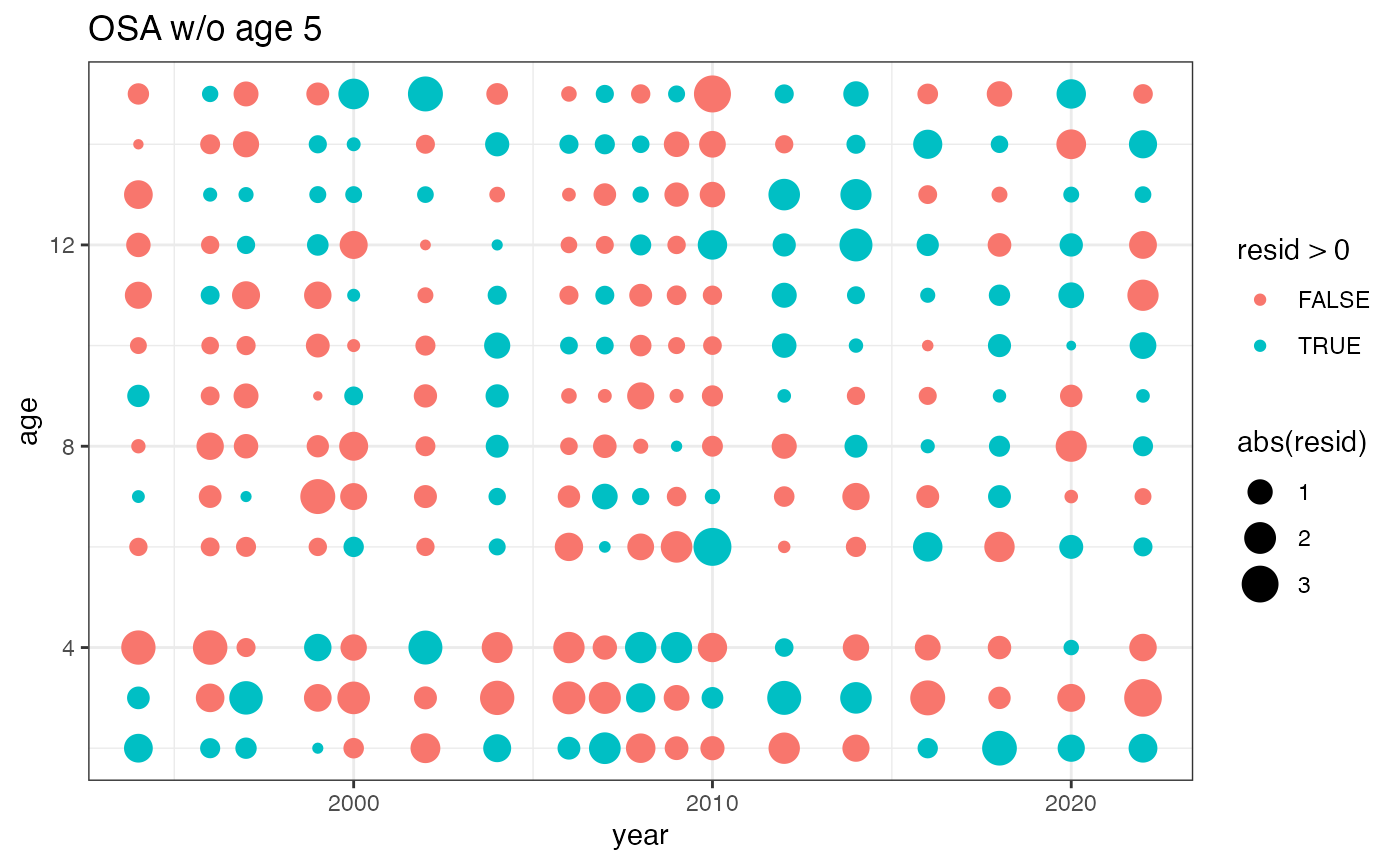 OSA w/o age 5
12
8
4
age
2000
2010
2020
year
resid > 0
FALSE
TRUE
abs(resid)
1
2
3